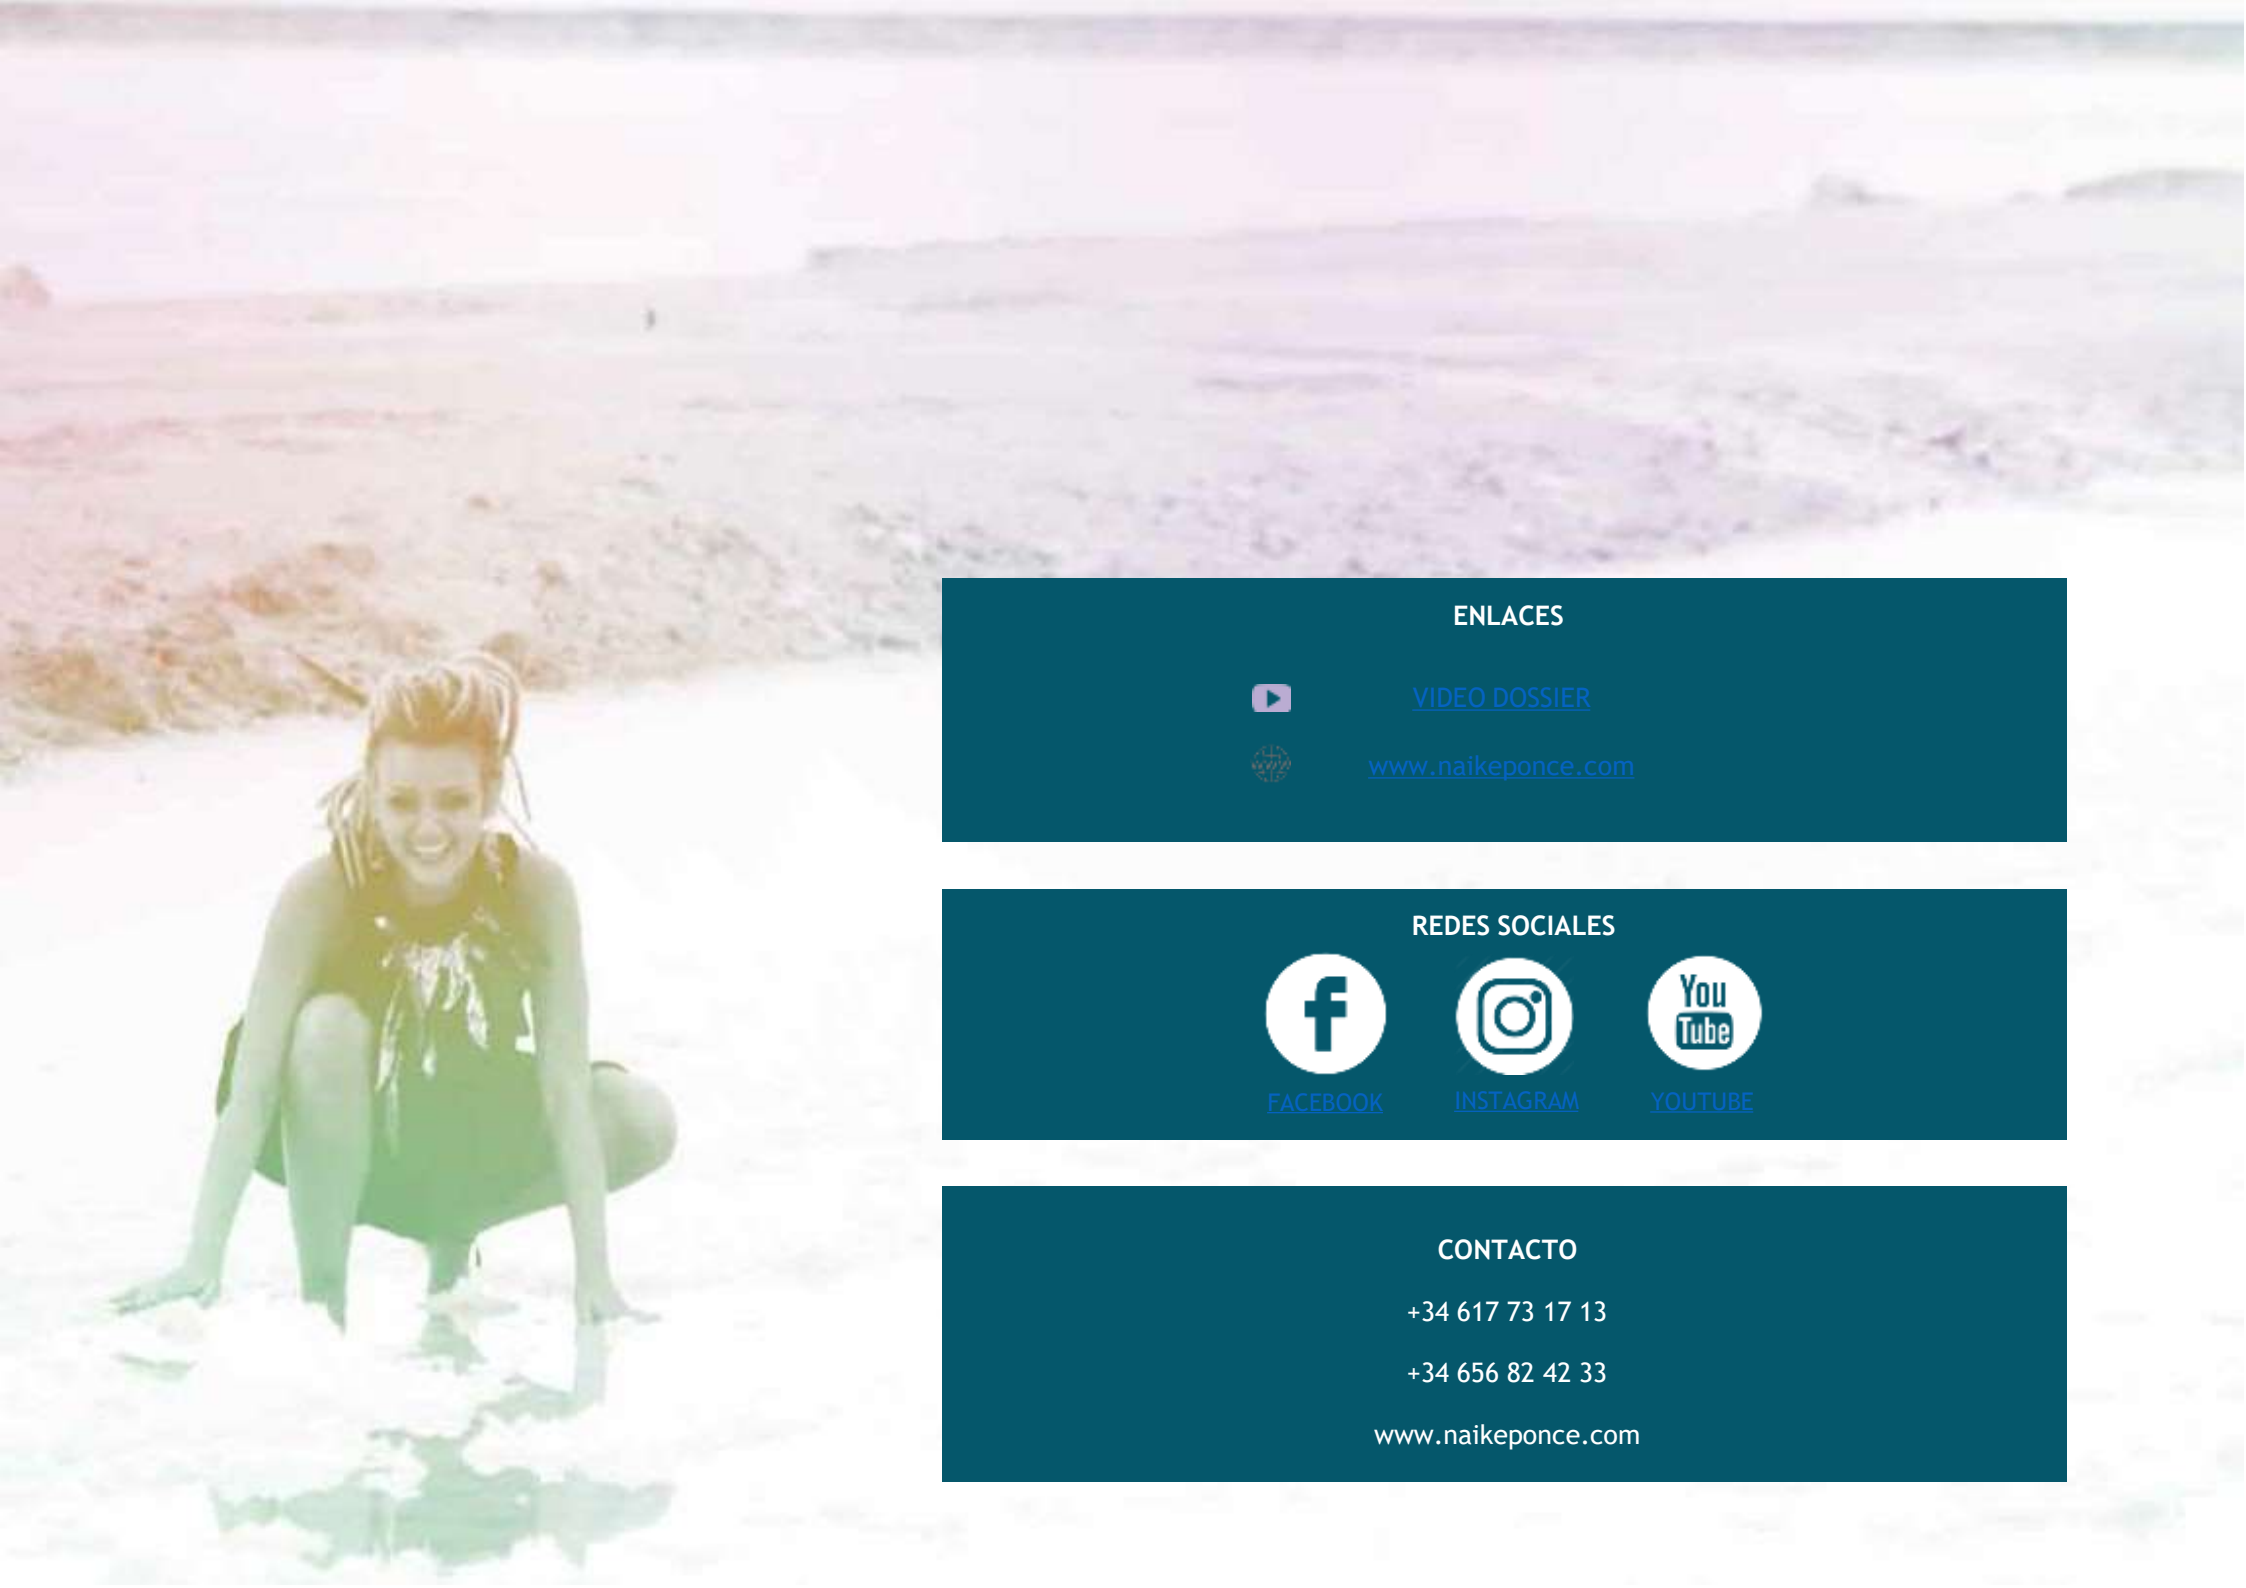 ENLACES
VIDEO DOSSIER
www
www.naikeponce.com
REDES SOCIALES
f
You
Tube
FACEBOOK INSTAGRAM YOUTUBE
CONTACTO
+34 617 73 17 13
+34 656 82 42 33
www.naikeponce.com